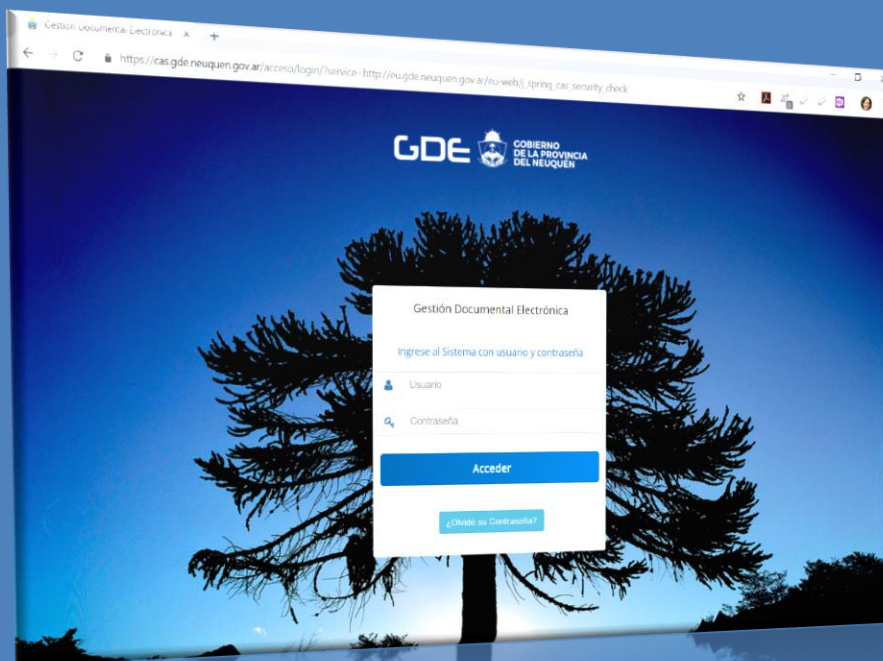 Gestión Documental Electrónica x +
https://cas.gde.neuquen.gov.ar/acceso/login/?service=http://eu.gde.neuquen.gov.ar/eu-web/j_spring_cas_security_check
GDE
GOBIERNO
DE LA PROVINCIA
DEL NEUQUÉN
Gestión Documental Electrónica
Ingrese al Sistema con usuario y contraseña
Usuario
Contraseña
Acceder
¿Olvidó su Contraseña?